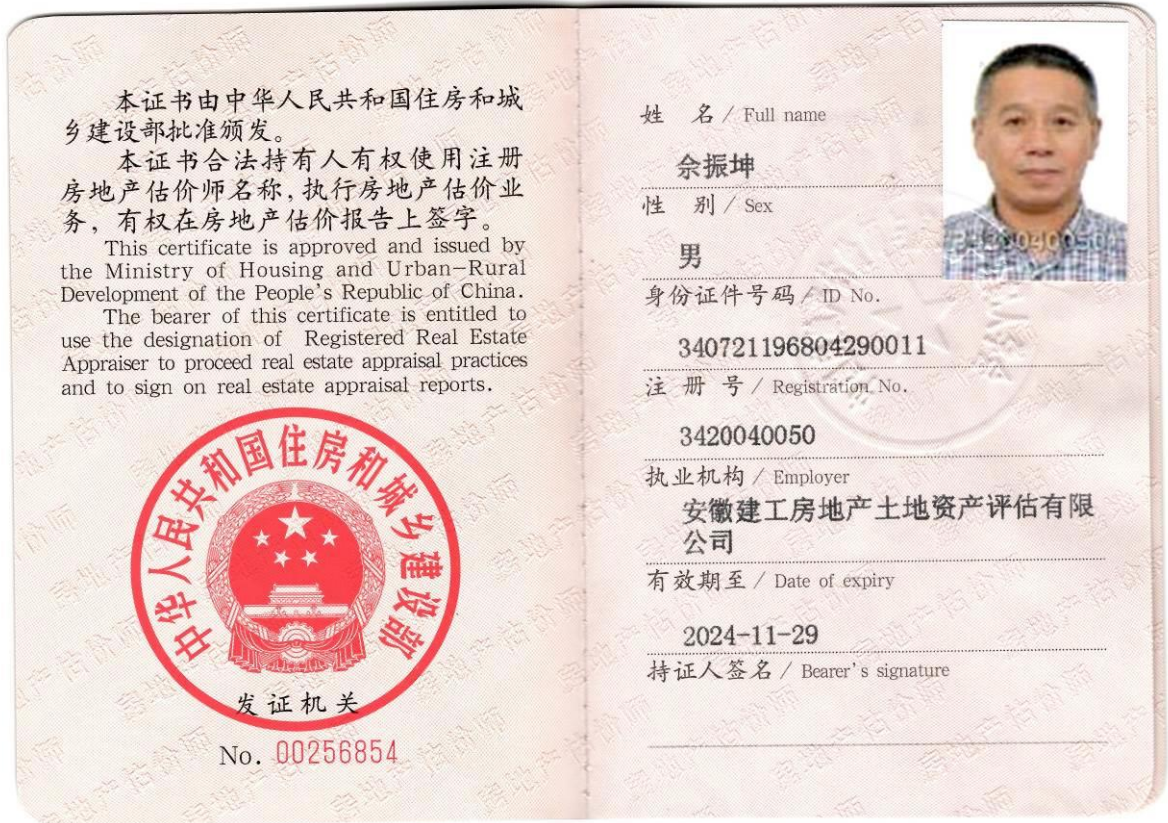 本证书由中华人民共和国住房和城
乡建设部批准颁发。
本证书合法持有人有权使用注册
房地产估价师名称,执行房地产估价业
务,有权在房地产估价报告上签字。
This certificate is approved and issued by
the Ministry of Housing and Urban-Rural
Development of the People's Republic of China.
The bearer of this certificate is entitled to
use the designation of Registered Real Estate
Appraiser to proceed real estate appraisal practices
and to sign on real estate appraisal reports.
中华人民共和国住房和城乡建设部
发证机关
No. 00256854
姓 名 / Full name
余振坤
性 别 / Sex
男
身份证件号码 / ID No.
340721196804290011
注 册 号 / Registration No.
3420040050
执业机构 / Employer
安徽建工房地产土地资产评估有限
公司
有效期至 / Date of expiry
2024-11-29
持证人签名 / Bearer's signature
3420040050
房地产估价师